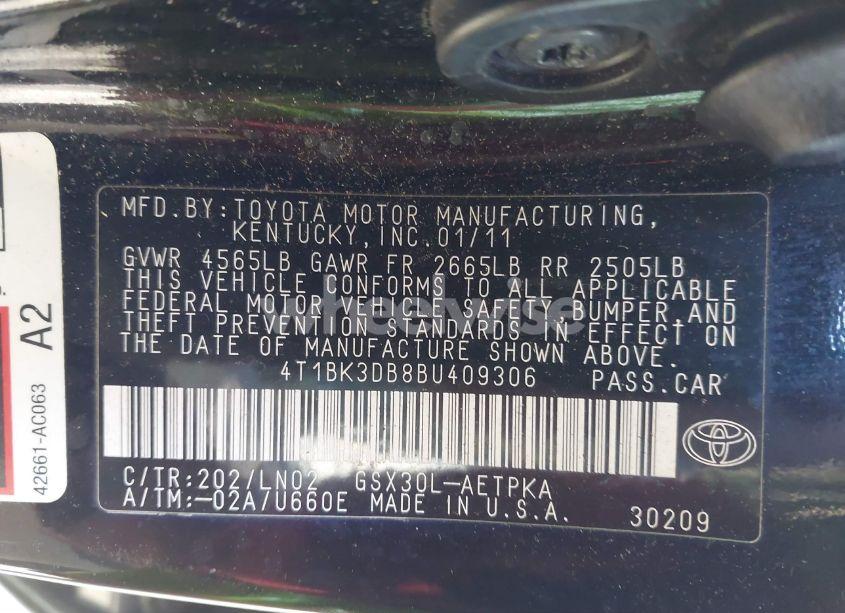 MFD.BY:TOYOTA MOTOR MANUFACTURING,
KENTUCKY,INC.01/11
GVWR 4565LB GAWR FR 2665LB RR 2505LB
THIS VEHICLE CONFORMS TO ALL APPLICABLE
FEDERAL MOTOR VEHICLE SAFETY,BUMPER,AND
THEFT PREVENTION STANDARDS IN EFFECT ON
THE DATE OF MANUFACTURE SHOWN ABOVE.
4T1BK3DB8BU409306 PASS.CAR
C/TR:202/LN02 GSX30L-AETPKA
A/TM:-02A/U660E MADE IN U.S.A. 30209
A2
42661-AC063